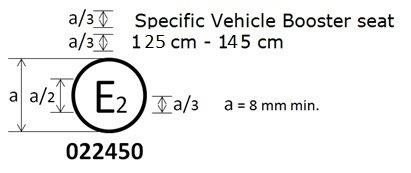 a/3 Specific Vehicle Booster seat
a/3 125 cm - 145 cm
a a/2 E2 a/3 a = 8 mm min.
022450